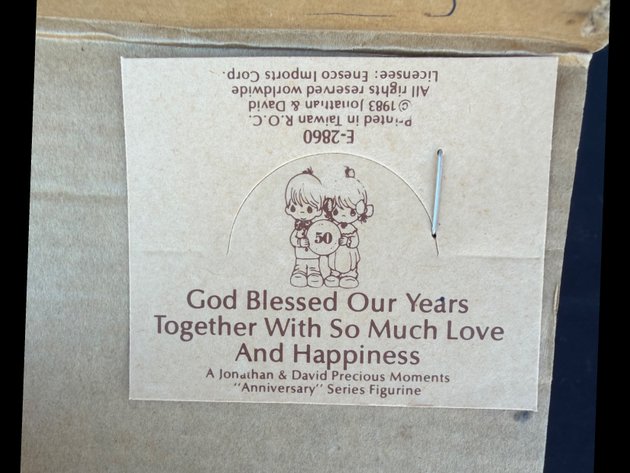 E-2860
Printed in Taiwan R.O.C.
©1983 Jonathan & David
All rights reserved worldwide
Licensee: Enesco Imports Corp.
50
God Blessed Our Years
Together With So Much Love
And Happiness
A Jonathan & David Precious Moments
"Anniversary" Series Figurine